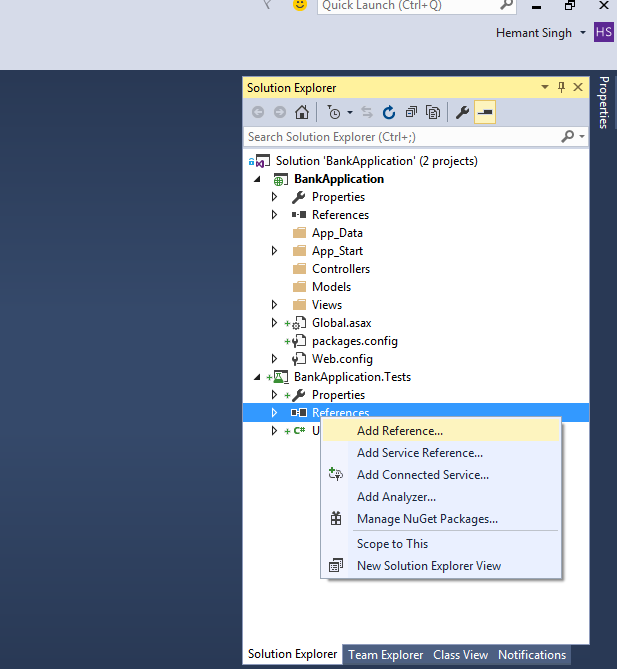 Quick Launch (Ctrl+Q)
Hemant Singh
HS
Properties
Solution Explorer
Search Solution Explorer (Ctrl+;)
Solution 'BankApplication' (2 projects)
BankApplication
Properties
References
App_Data
App_Start
Controllers
Models
Views
Global.asax
packages.config
Web.config
BankApplication.Tests
Properties
References
C# U
Add Reference...
Add Service Reference...
Add Connected Service...
Add Analyzer...
Manage NuGet Packages...
Scope to This
New Solution Explorer View
Solution Explorer Team Explorer Class View Notifications